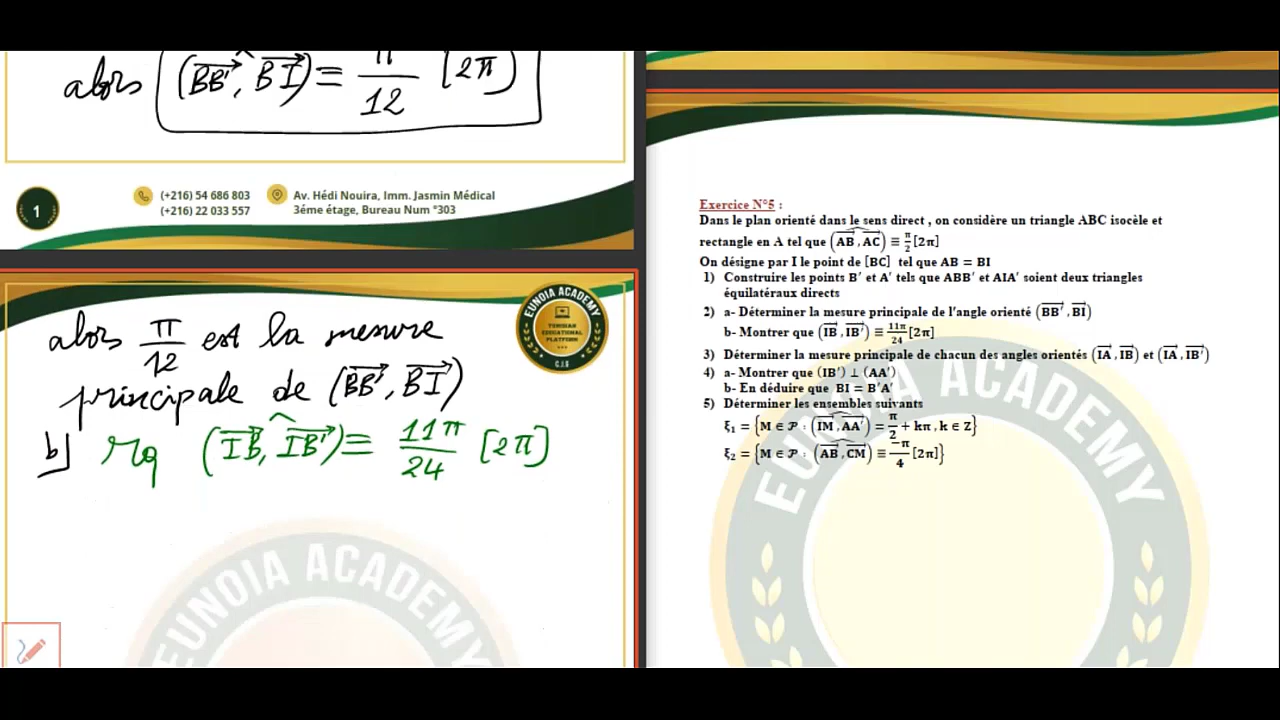 alors (BB', BI) ≡ π/12 [2π]
(+216) 54 686 803
(+216) 22 033 557
Av. Hédi Nouira, Imm. Jasmin Médical
3éme étage, Bureau Num °303
1
EUNOIA ACADEMY
TUNISIAN
EDUCATIONAL
PLATFORM
C.I.S
alors π/12 est la mesure
principale de (BB', BI)
b) Mq (IB, IB') ≡ 11π/24 [2π]
EUNOIA ACADEMY
Exercice N°5 :
Dans le plan orienté dans le sens direct , on considère un triangle ABC isocèle et
rectangle en A tel que (AB , AC) ≡ π/2 [2π]
On désigne par I le point de [BC] tel que AB = BI
1) Construire les points B′ et A′ tels que ABB′ et AIA′ soient deux triangles
équilatéraux directs
2) a- Déterminer la mesure principale de l'angle orienté (BB′ , BI)
b- Montrer que (IB , IB′) ≡ 11π/24 [2π]
3) Déterminer la mesure principale de chacun des angles orientés (IA , IB) et (IA , IB′)
4) a- Montrer que (IB′) ⊥ (AA′)
b- En déduire que BI = B′A′
5) Déterminer les ensembles suivants
ξ₁ = {M ∈ 𝒫 : (IM , AA′) = π/2 + kπ , k ∈ Z}
ξ₂ = {M ∈ 𝒫 : (AB , CM) ≡ −π/4 [2π]}
EUNOIA ACADEMY